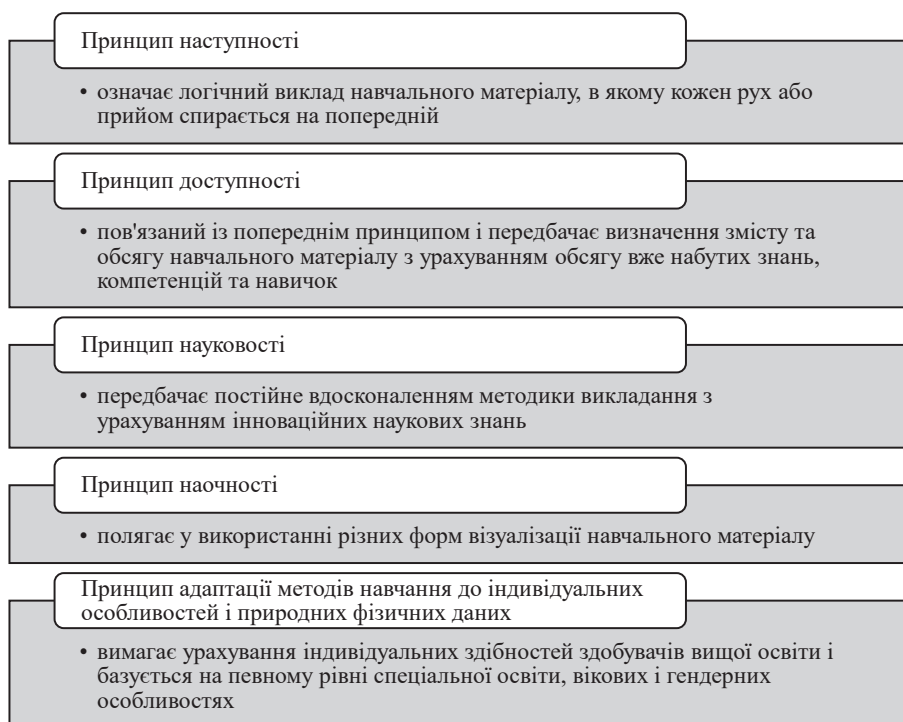 Принцип наступності
• означає логічний виклад навчального матеріалу, в якому кожен рух або
прийом спирається на попередній
Принцип доступності
• пов'язаний із попереднім принципом і передбачає визначення змісту та
обсягу навчального матеріалу з урахуванням обсягу вже набутих знань,
компетенцій та навичок
Принцип науковості
• передбачає постійне вдосконаленням методики викладання з
урахуванням інноваційних наукових знань
Принцип наочності
• полягає у використанні різних форм візуалізації навчального матеріалу
Принцип адаптації методів навчання до індивідуальних
особливостей і природних фізичних даних
• вимагає урахування індивідуальних здібностей здобувачів вищої освіти і
базується на певному рівні спеціальної освіти, вікових і гендерних
особливостях